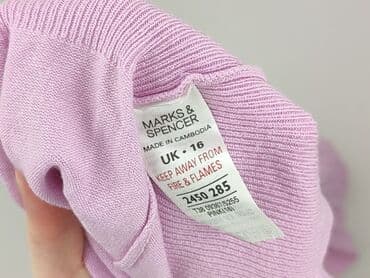 MARKS &
SPENCER
MADE IN CAMBODIA
UK - 16
KEEP AWAY FROM
FIRE & FLAMES
2450 285